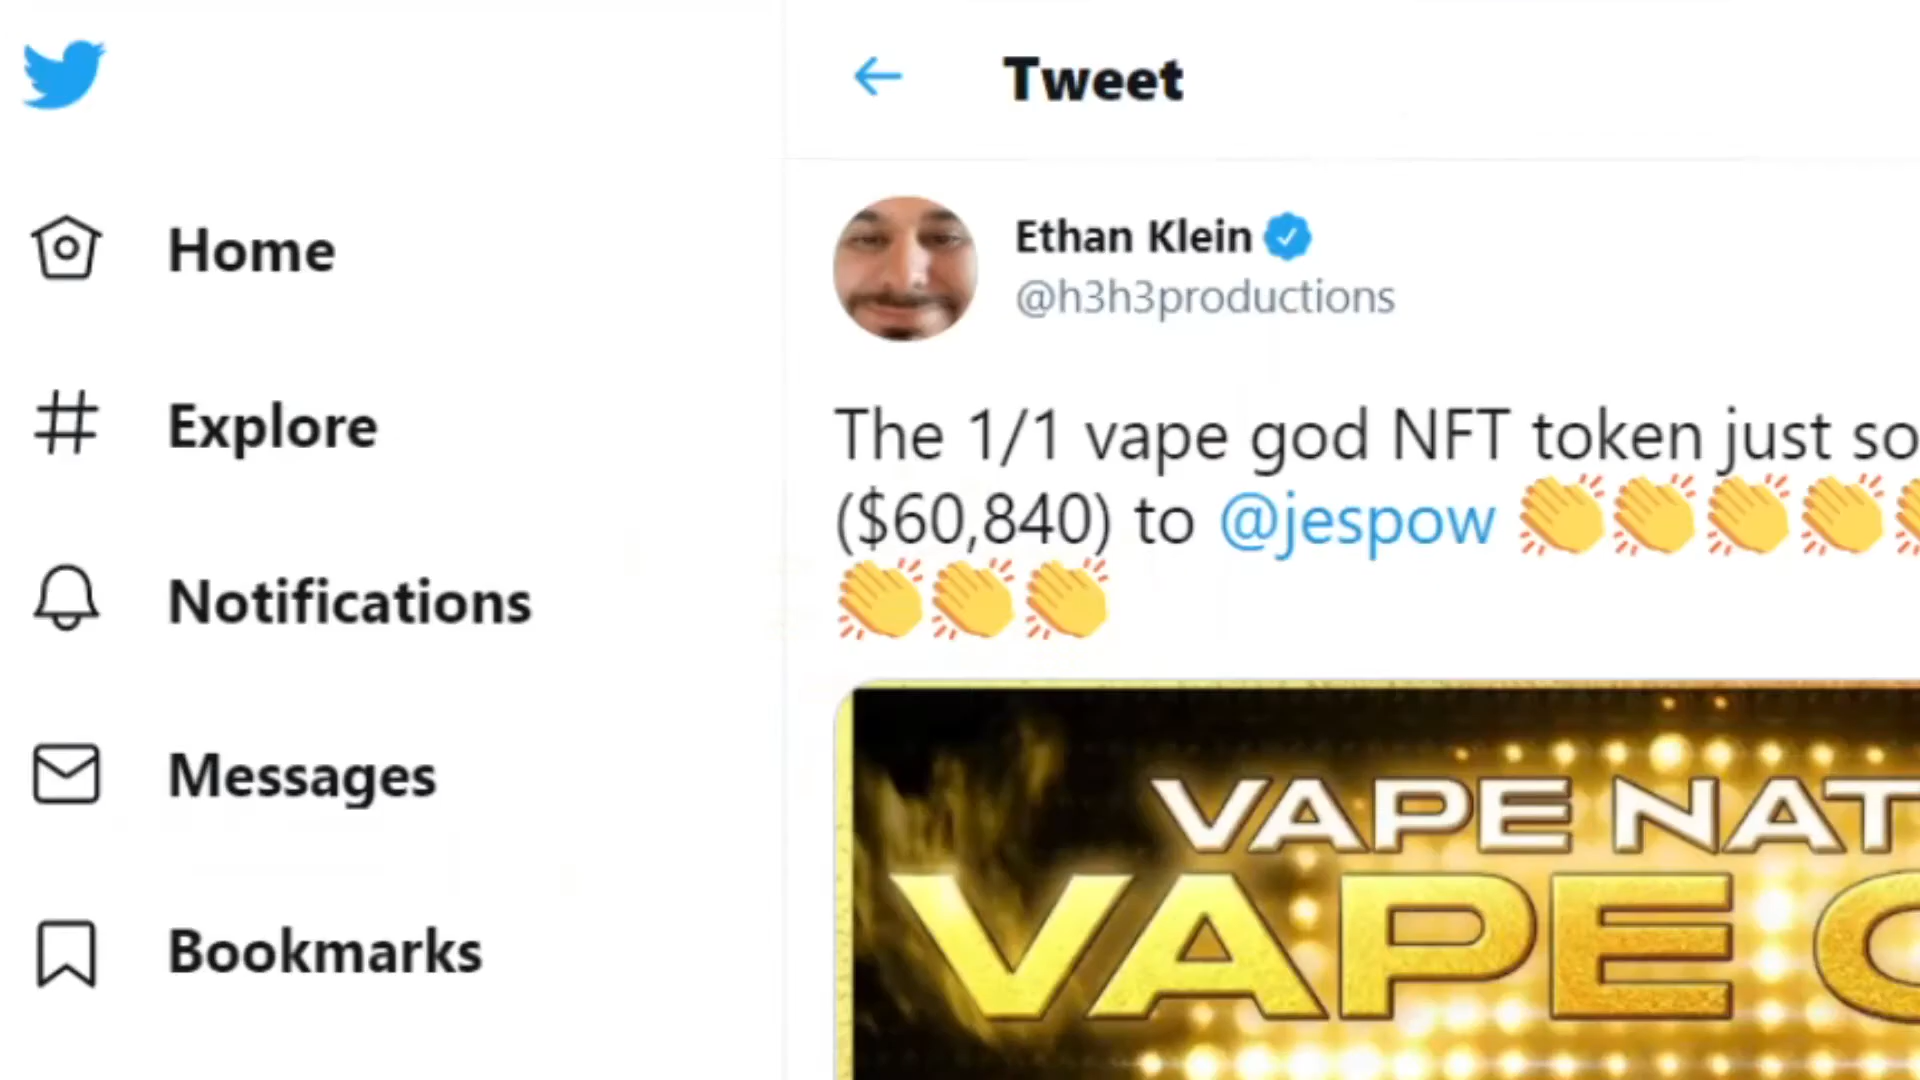 Tweet
Home
Explore
Notifications
Messages
Bookmarks
Ethan Klein
@h3h3productions
The 1/1 vape god NFT token just so
($60,840) to @jespow 👏👏👏👏👏
👏👏👏
VAPE NAT
VAPE